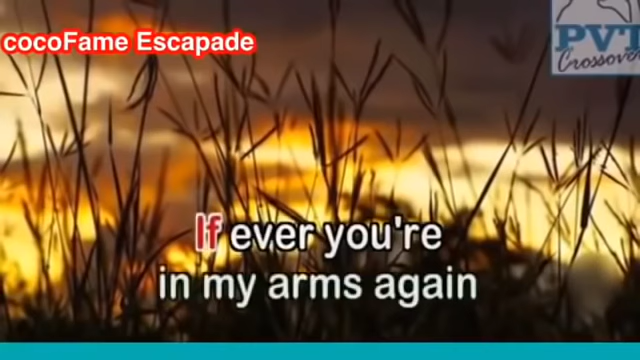 cocoFame Escapade
PVT
Crossover
If ever you're
in my arms again